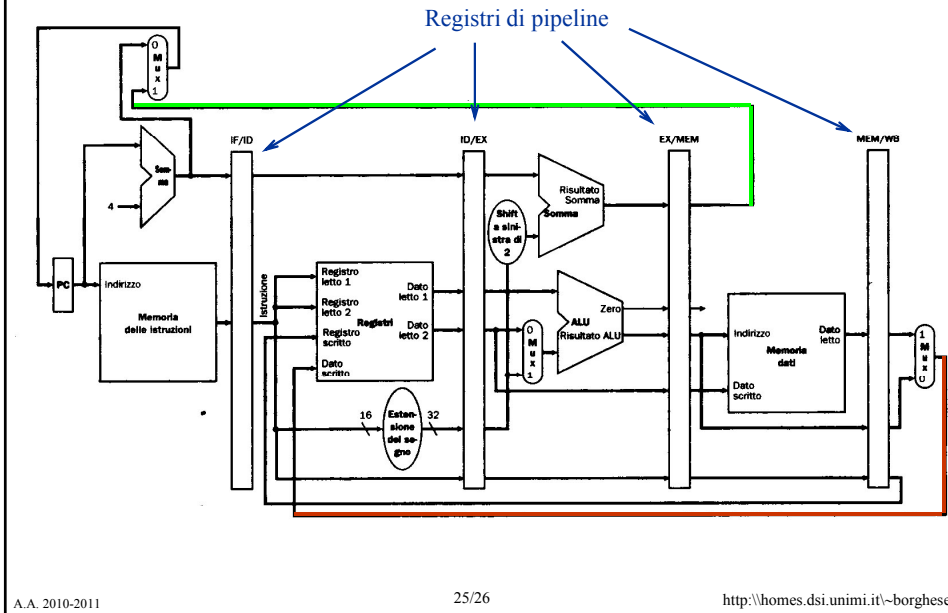 Registri di pipeline
0
M
u
x
1
IF/ID
ID/EX
EX/MEM
MEM/WB
Som-
ma
4
Shift
a sini-
stra di
2
Risultato
Somma
Somma
PC
Indirizzo
Memoria
delle istruzioni
Istruzione
Registro
letto 1
Registro
letto 2
Registro
scritto
Dato
scritto
Registri
Dato
letto 1
Dato
letto 2
0
M
u
x
1
Zero
ALU
Risultato ALU
Indirizzo
Dato
letto
Memoria
dati
Dato
scritto
1
M
u
x
0
16
Esten-
sione
del se-
gno
32
A.A. 2010-2011
25/26
http:\\homes.dsi.unimi.it\~borghese